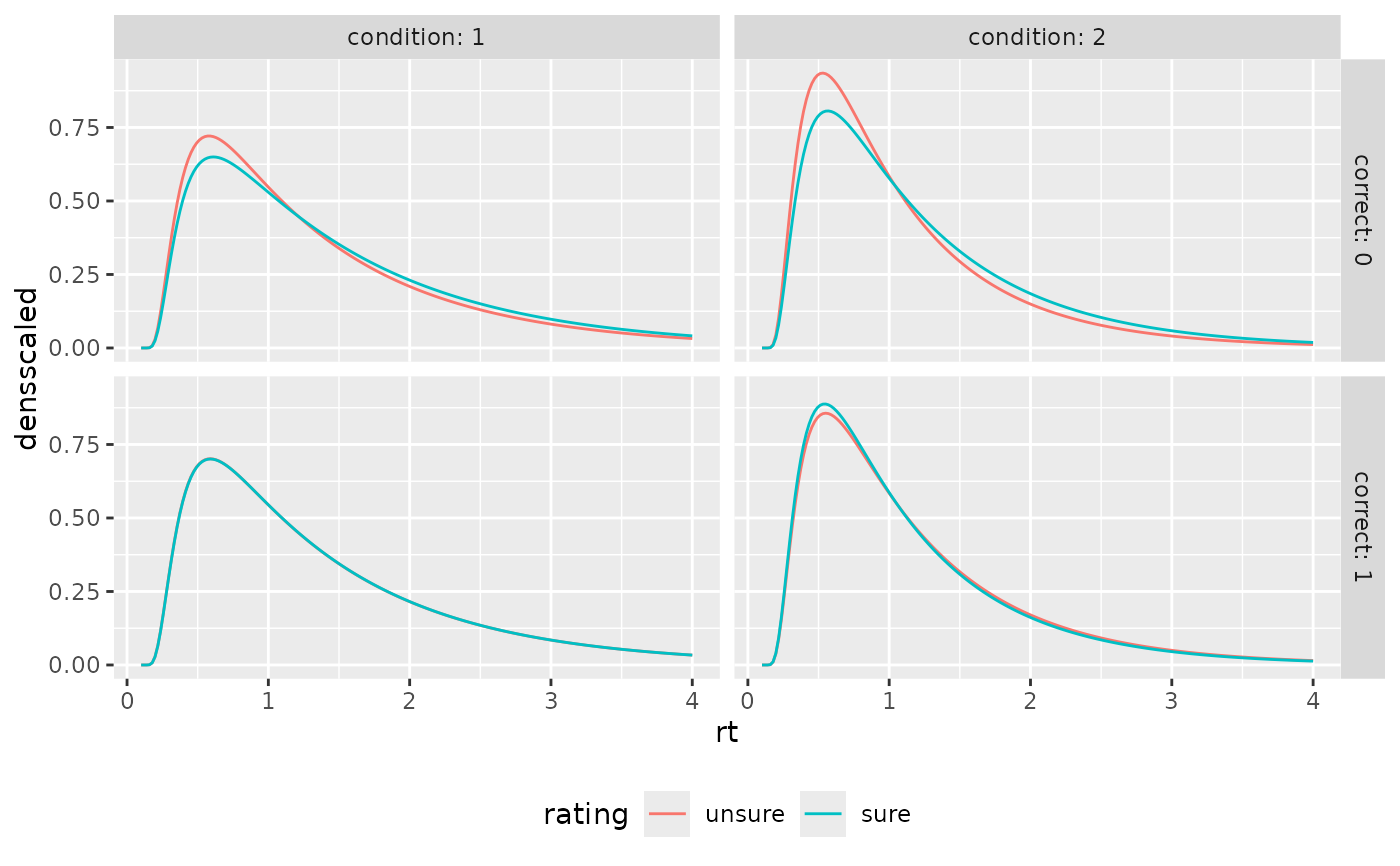 condition: 1
condition: 2
0.75
0.50
0.25
0.00
correct: 0
densscaled
0.75
0.50
0.25
0.00
correct: 1
0 1 2 3 4
0 1 2 3 4
rt
rating unsure sure